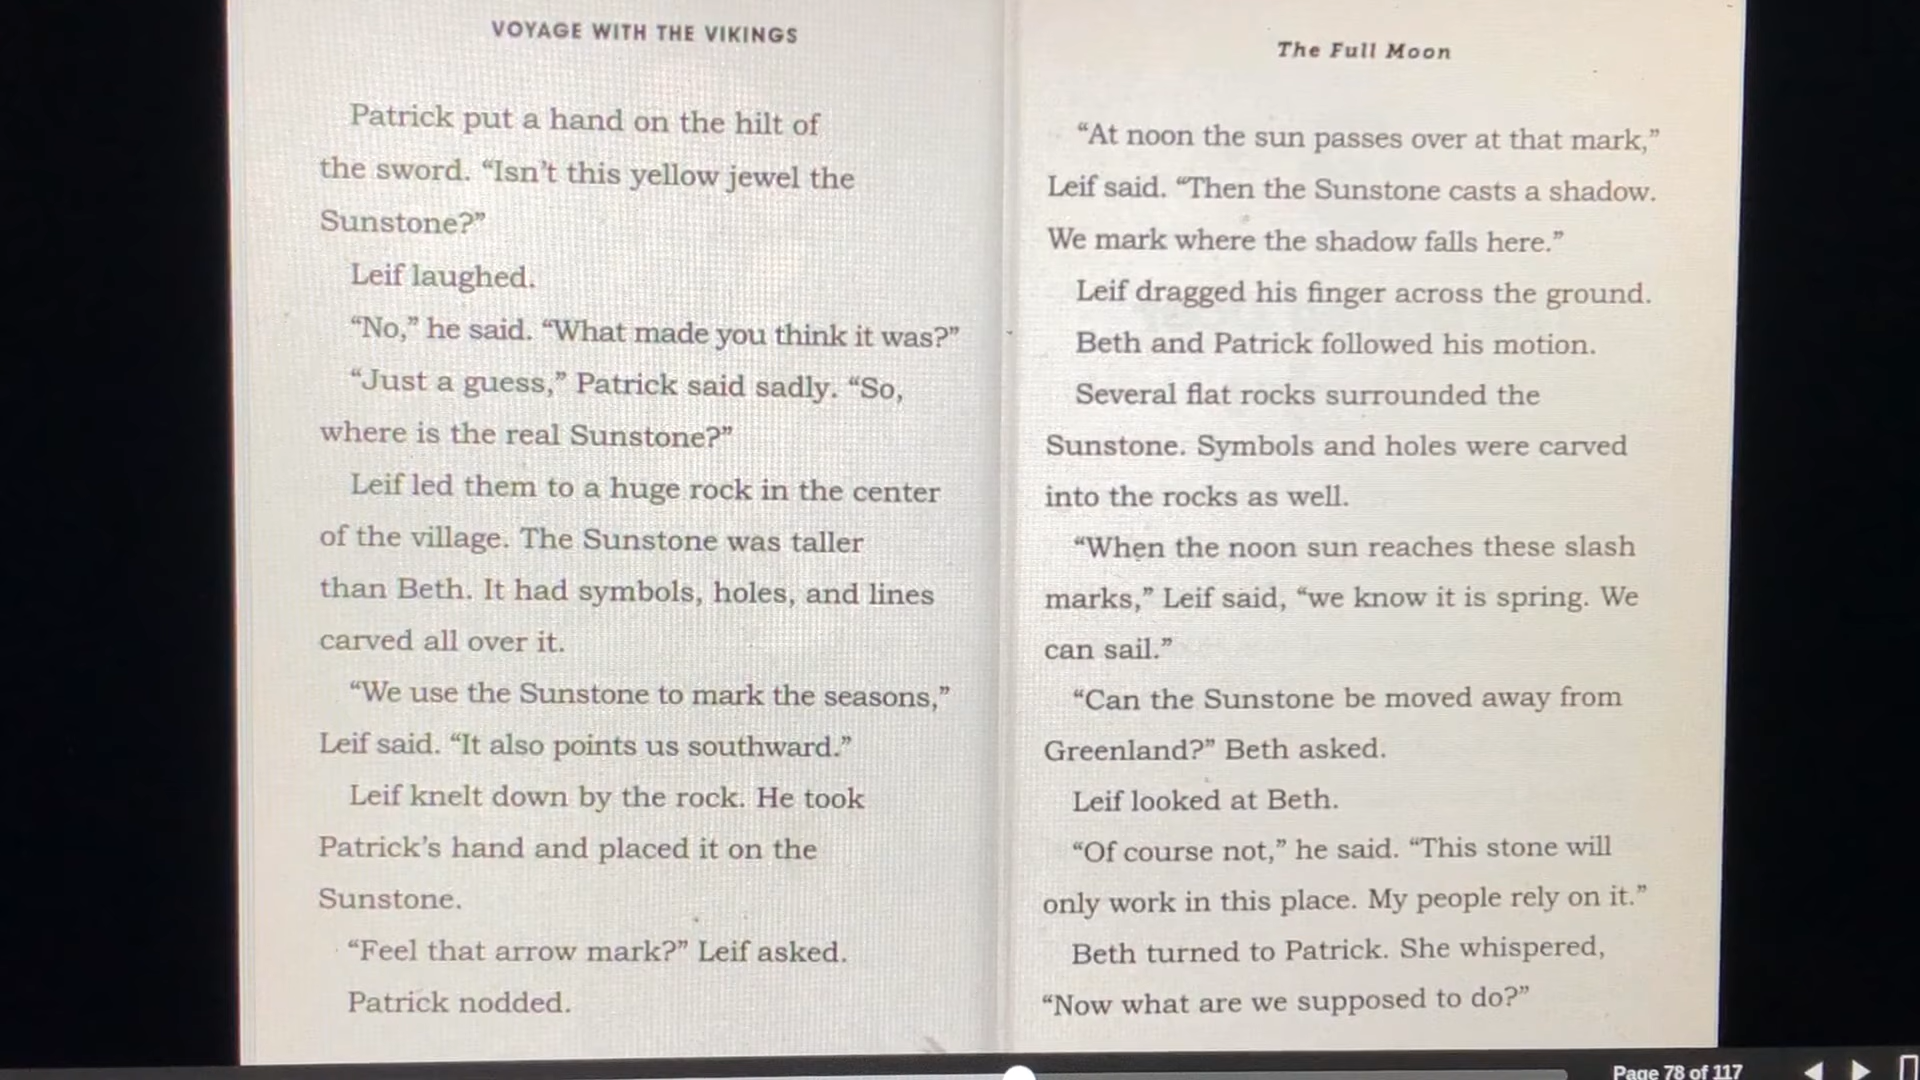 VOYAGE WITH THE VIKINGS
Patrick put a hand on the hilt of
the sword. “Isn’t this yellow jewel the
Sunstone?”
Leif laughed.
“No,” he said. “What made you think it was?”
“Just a guess,” Patrick said sadly. “So,
where is the real Sunstone?”
Leif led them to a huge rock in the center
of the village. The Sunstone was taller
than Beth. It had symbols, holes, and lines
carved all over it.
“We use the Sunstone to mark the seasons,”
Leif said. “It also points us southward.”
Leif knelt down by the rock. He took
Patrick’s hand and placed it on the
Sunstone.
“Feel that arrow mark?” Leif asked.
Patrick nodded.
The Full Moon
“At noon the sun passes over at that mark,”
Leif said. “Then the Sunstone casts a shadow.
We mark where the shadow falls here.”
Leif dragged his finger across the ground.
Beth and Patrick followed his motion.
Several flat rocks surrounded the
Sunstone. Symbols and holes were carved
into the rocks as well.
“When the noon sun reaches these slash
marks,” Leif said, “we know it is spring. We
can sail.”
“Can the Sunstone be moved away from
Greenland?” Beth asked.
Leif looked at Beth.
“Of course not,” he said. “This stone will
only work in this place. My people rely on it.”
Beth turned to Patrick. She whispered,
“Now what are we supposed to do?”
Page 78 of 117